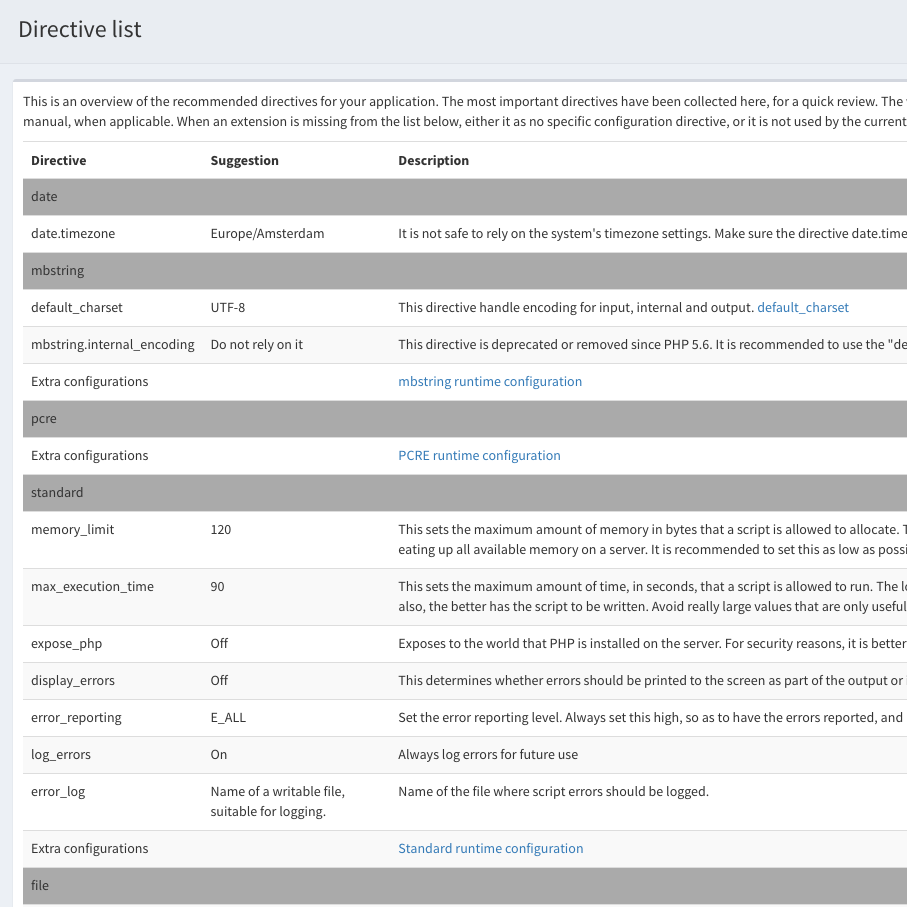 Directive list
This is an overview of the recommended directives for your application. The most important directives have been collected here, for a quick review. The
manual, when applicable. When an extension is missing from the list below, either it as no specific configuration directive, or it is not used by the current
Directive Suggestion Description
date
date.timezone Europe/Amsterdam It is not safe to rely on the system's timezone settings. Make sure the directive date.time
mbstring
default_charset UTF-8 This directive handle encoding for input, internal and output. default_charset
mbstring.internal_encoding Do not rely on it This directive is deprecated or removed since PHP 5.6. It is recommended to use the "de
Extra configurations mbstring runtime configuration
pcre
Extra configurations PCRE runtime configuration
standard
memory_limit 120 This sets the maximum amount of memory in bytes that a script is allowed to allocate.
eating up all available memory on a server. It is recommended to set this as low as possi
max_execution_time 90 This sets the maximum amount of time, in seconds, that a script is allowed to run. The lo
also, the better has the script to be written. Avoid really large values that are only useful
expose_php Off Exposes to the world that PHP is installed on the server. For security reasons, it is better
display_errors Off This determines whether errors should be printed to the screen as part of the output or
error_reporting E_ALL Set the error reporting level. Always set this high, so as to have the errors reported, and
log_errors On Always log errors for future use
error_log Name of a writable file, Name of the file where script errors should be logged.
suitable for logging.
Extra configurations Standard runtime configuration
file